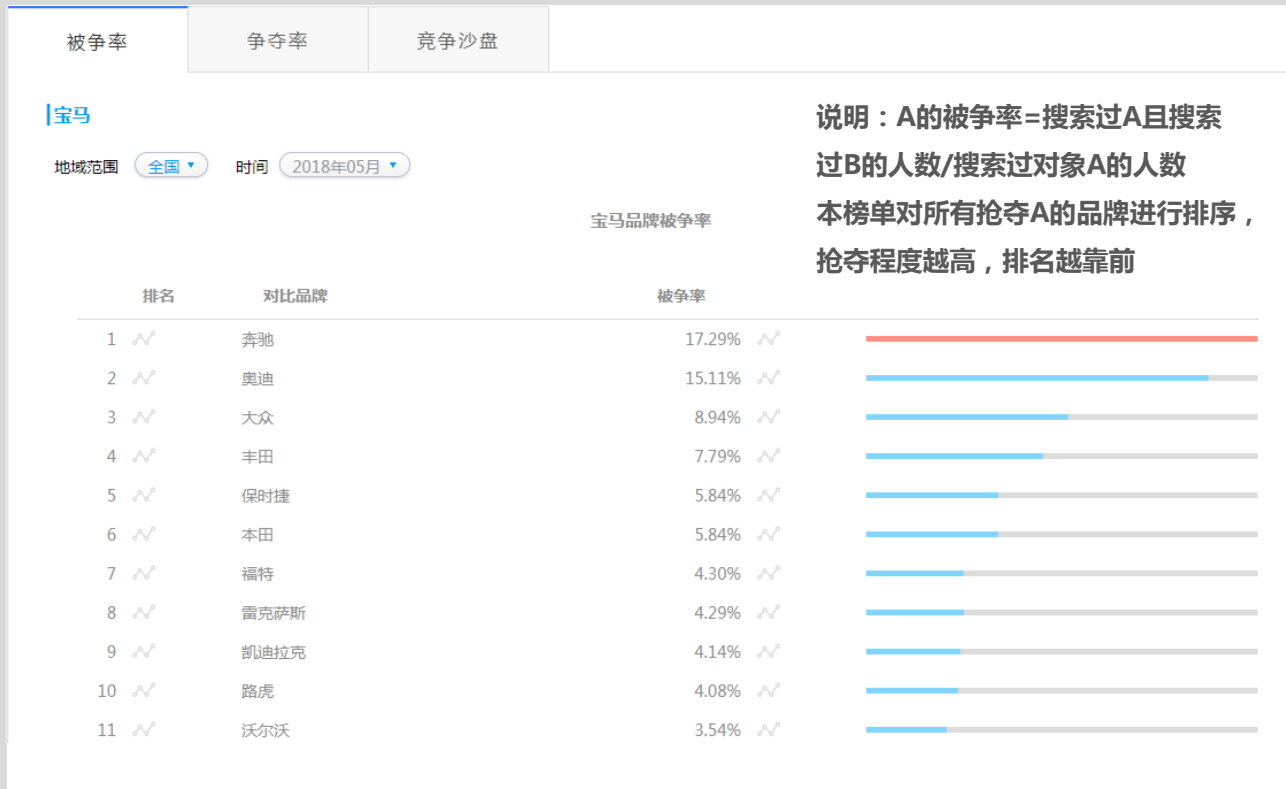 被争率 争夺率 竞争沙盘
宝马
地域范围 全国 时间 2018年05月
宝马品牌被争率
说明：A的被争率=搜索过A且搜索
过B的人数/搜索过对象A的人数
本榜单对所有抢夺A的品牌进行排序，
抢夺程度越高，排名越靠前
排名 对比品牌 被争率
1 奔驰 17.29%
2 奥迪 15.11%
3 大众 8.94%
4 丰田 7.79%
5 保时捷 5.84%
6 本田 5.84%
7 福特 4.30%
8 雷克萨斯 4.29%
9 凯迪拉克 4.14%
10 路虎 4.08%
11 沃尔沃 3.54%